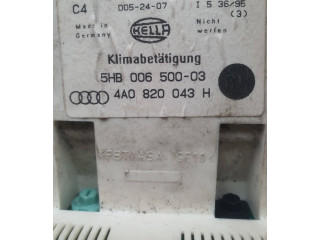 C4 005-24-07 I 5 36/95
(3)
Made in
Germany
HELLA
Nicht
werfen
Klimabetätigung
5HB 006 500-03
4A0 820 043 H